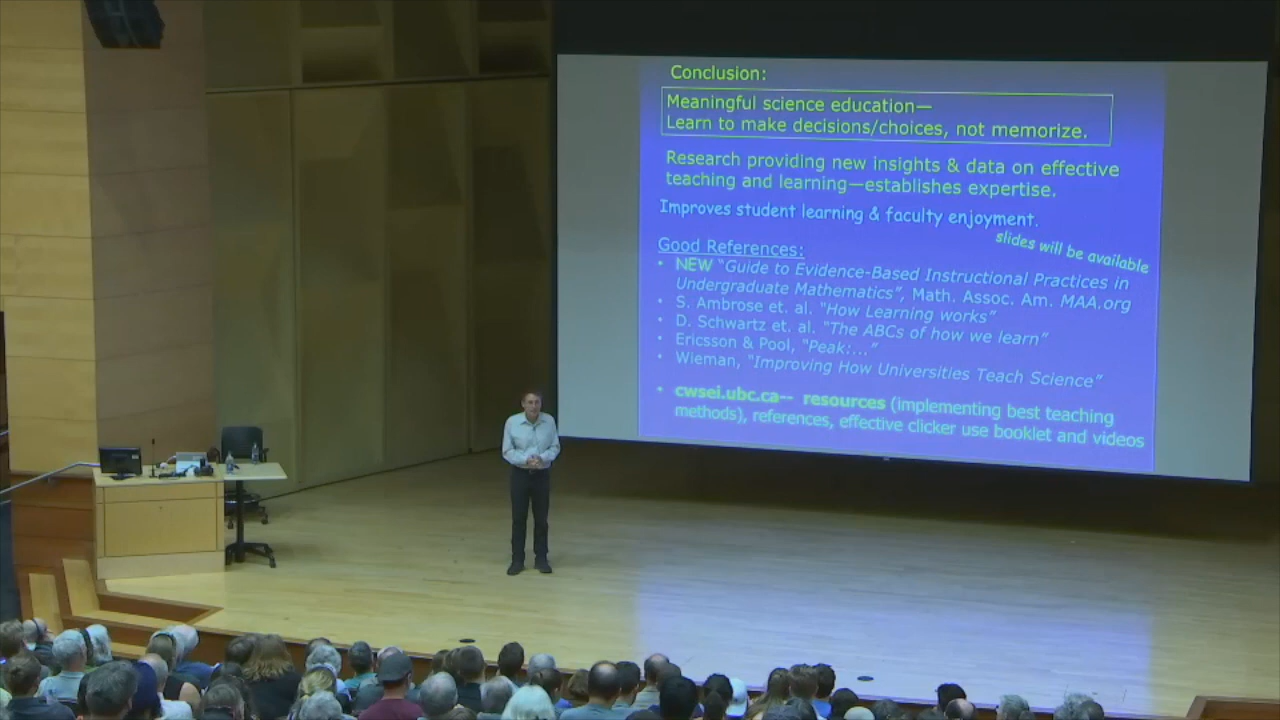 Conclusion:
Meaningful science education—
Learn to make decisions/choices, not memorize.
Research providing new insights & data on effective
teaching and learning—establishes expertise.
Improves student learning & faculty enjoyment.
slides will be available
Good References:
• NEW “Guide to Evidence-Based Instructional Practices in
Undergraduate Mathematics”, Math. Assoc. Am. MAA.org
• S. Ambrose et. al. “How Learning works”
• D. Schwartz et. al. “The ABCs of how we learn”
• Ericsson & Pool, “Peak:...”
• Wieman, “Improving How Universities Teach Science”
• cwsei.ubc.ca-- resources (implementing best teaching
methods), references, effective clicker use booklet and videos